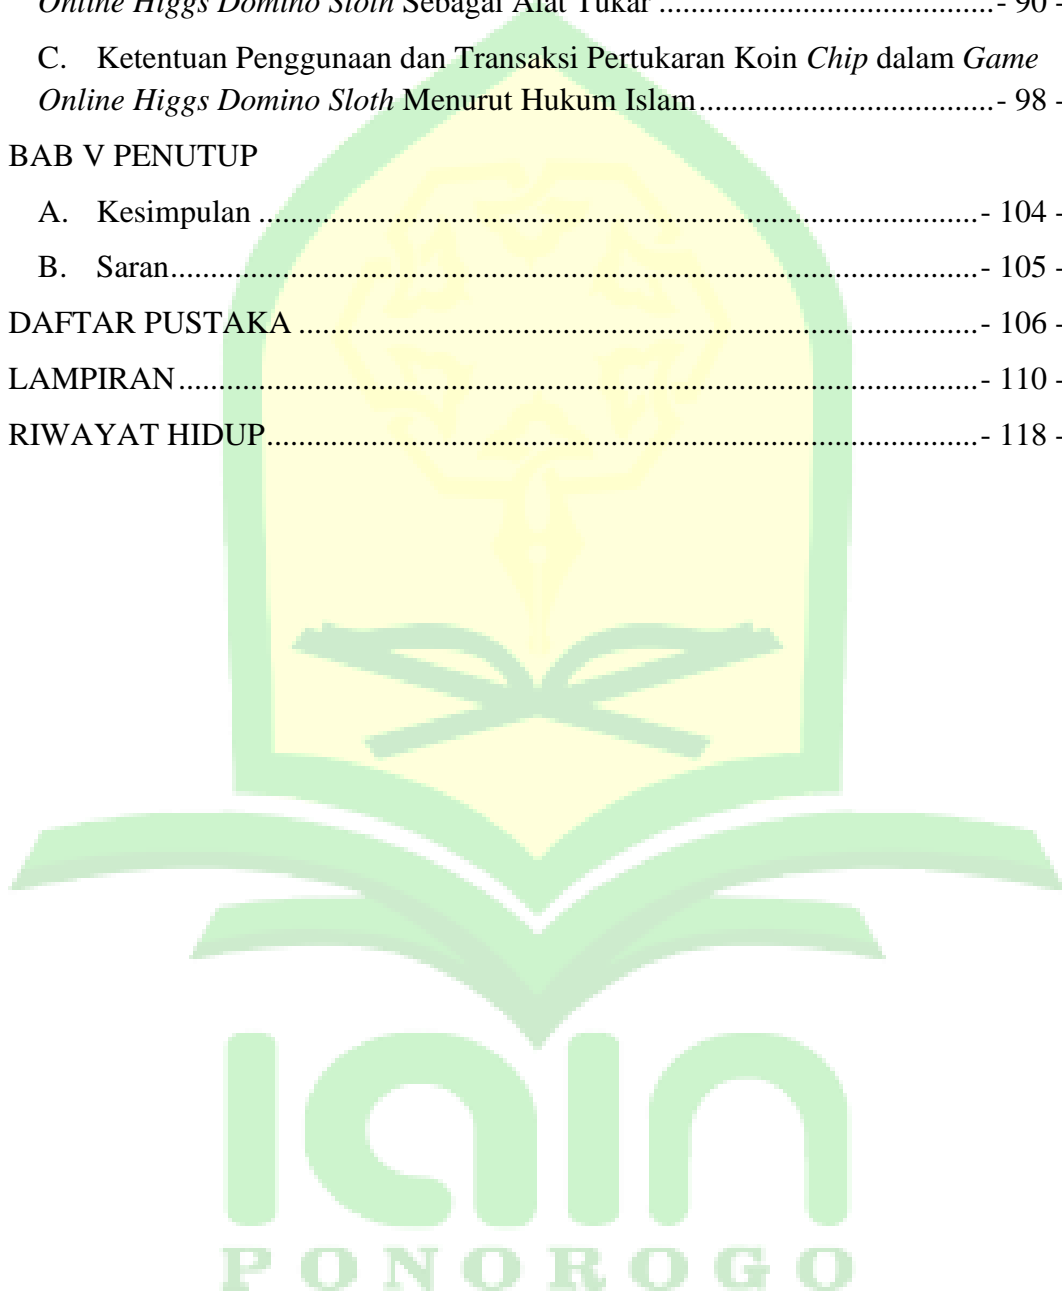 Online Higgs Domino Sloth Sebagai Alat Tukar ........................................- 90 -
C. Ketentuan Penggunaan dan Transaksi Pertukaran Koin Chip dalam Game
Online Higgs Domino Sloth Menurut Hukum Islam....................................- 98 -
BAB V PENUTUP
A. Kesimpulan ........................................................................................- 104 -
B. Saran...................................................................................................- 105 -
DAFTAR PUSTAKA ...................................................................................- 106 -
LAMPIRAN..................................................................................................- 110 -
RIWAYAT HIDUP.......................................................................................- 118 -
IAIN
PONOROGO